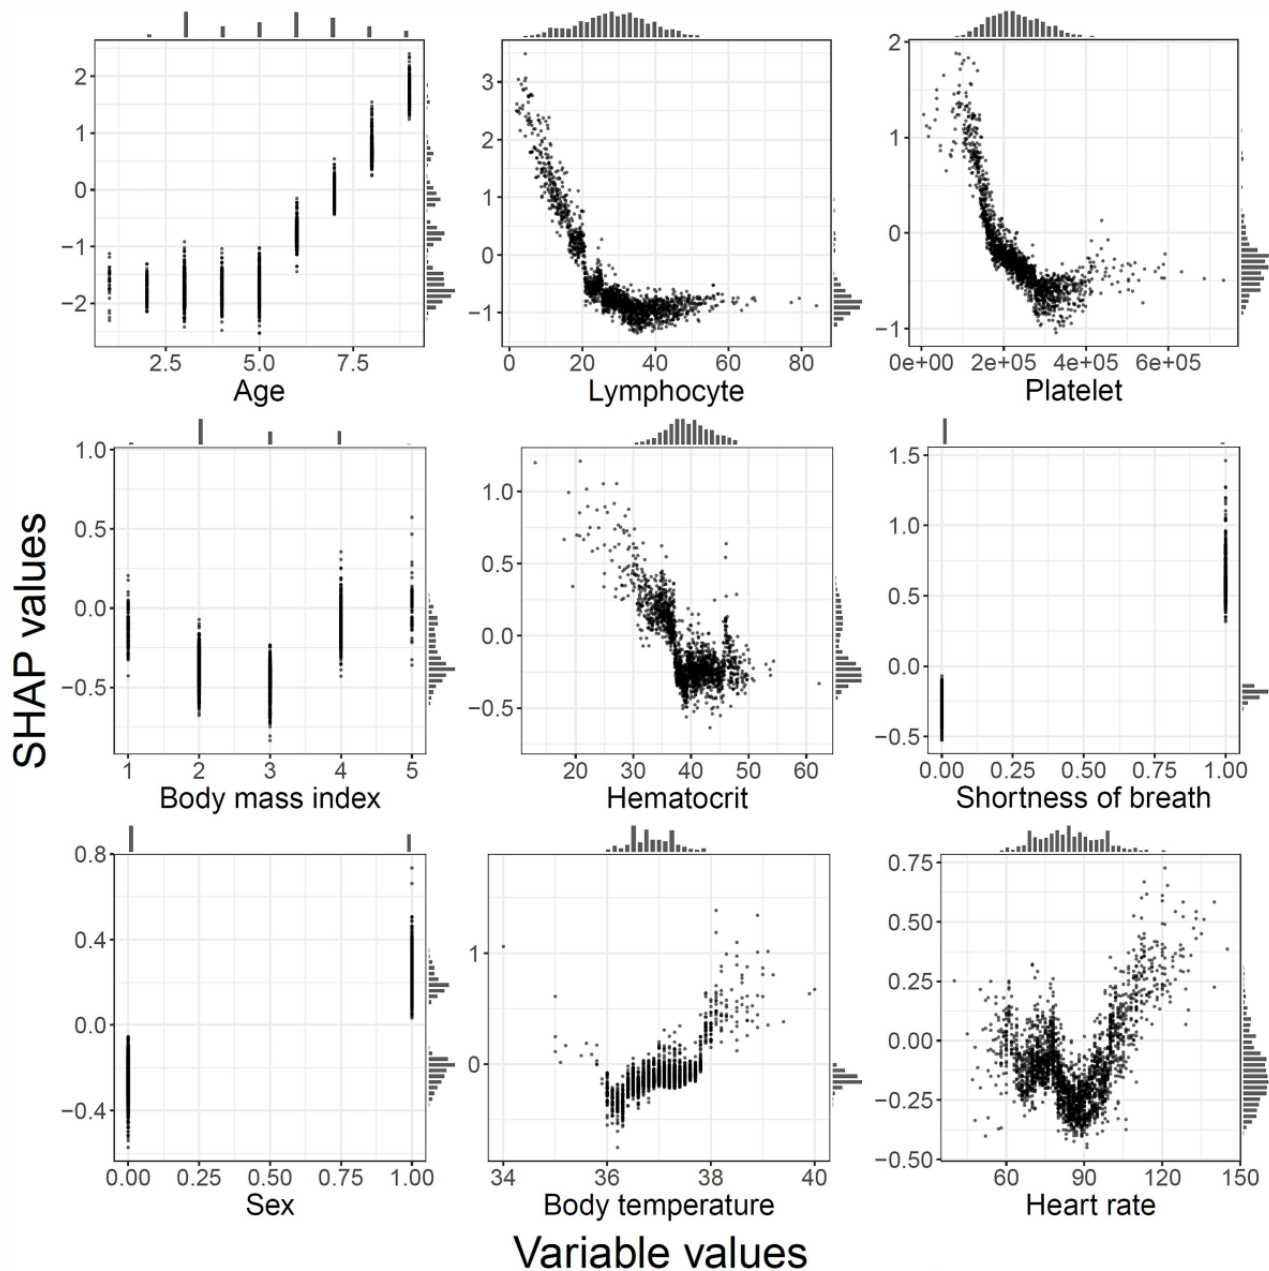 2
1
0
−1
−2
2.5 5.0 7.5
Age
3
2
1
0
−1
0 20 40 60 80
Lymphocyte
2
1
0
−1
0e+00 2e+05 4e+05 6e+05
Platelet
SHAP values
1.0
0.5
0.0
−0.5
1 2 3 4 5
Body mass index
1.0
0.5
0.0
−0.5
20 30 40 50 60
Hematocrit
1.5
1.0
0.5
0.0
−0.5
0.00 0.25 0.50 0.75 1.00
Shortness of breath
0.8
0.4
0.0
−0.4
0.00 0.25 0.50 0.75 1.00
Sex
1
0
34 36 38 40
Body temperature
0.75
0.50
0.25
0.00
−0.25
−0.50
60 90 120 150
Heart rate
Variable values